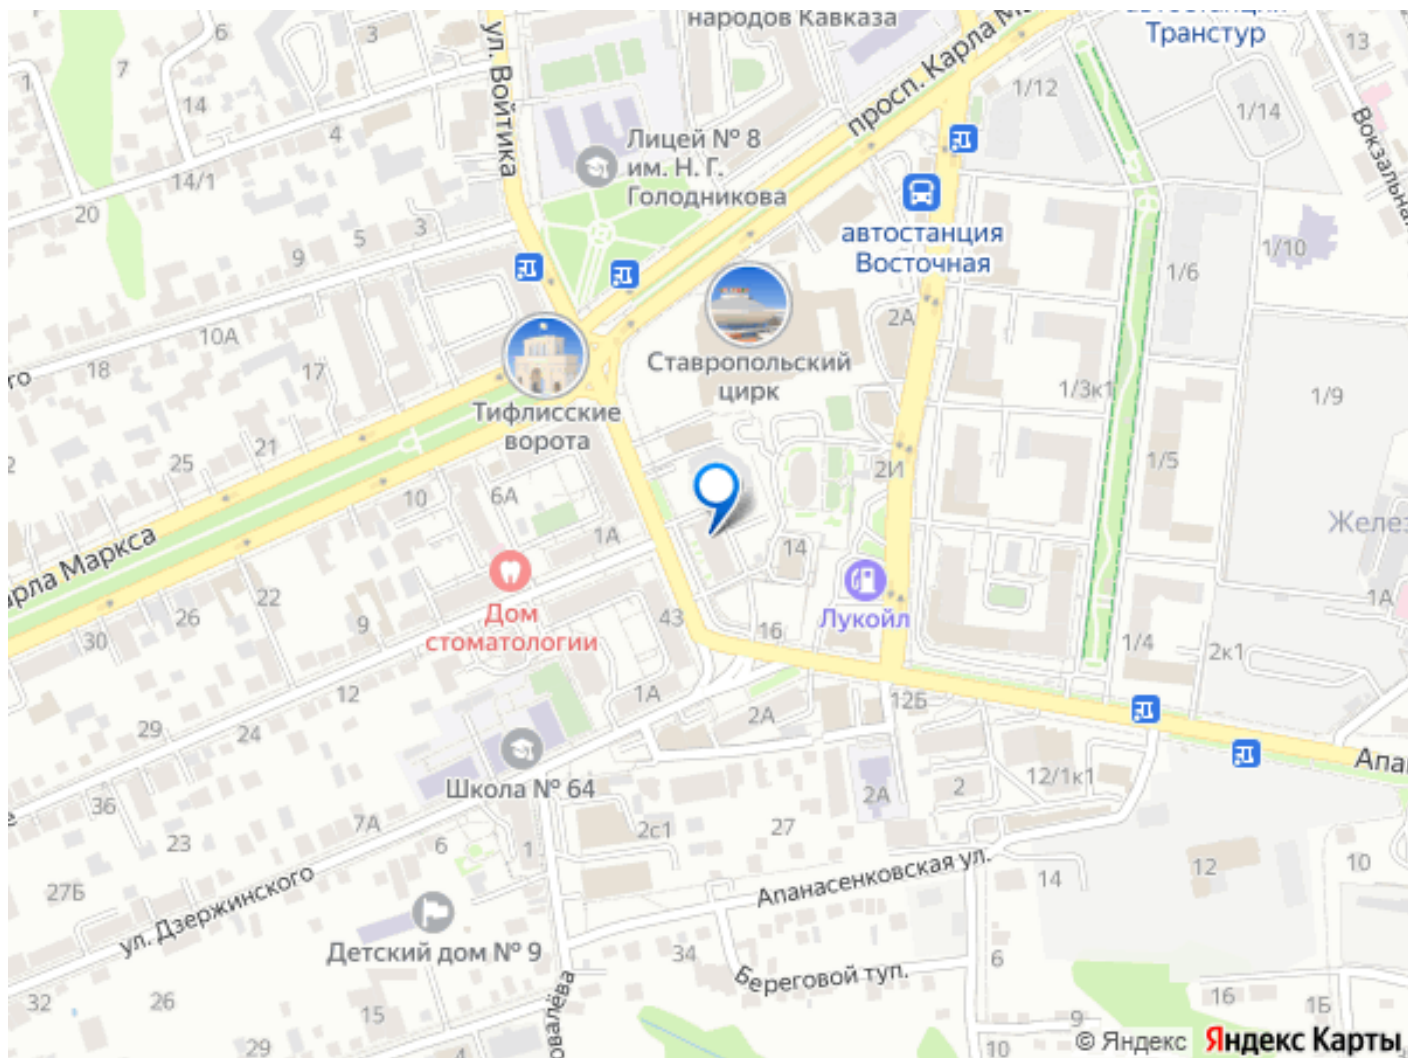 народов Кавказа
автостанция
Транстур
6
3
13
7
1
ул. Войтика
просп. Карла Ма
1/12
14
1/14
Вокзальная
4
Лицей № 8
им. Н. Г.
Голодникова
14/1
20
3
5
9
автостанция
Восточная
1/10
1/6
10А
2А
18
17
Ставропольский
цирк
1/3к1
1/9
Тифлисские
ворота
21
25
2И
1/5
10
6А
1А
Желез
14
Карла Маркса
22
26
9
Дом
стоматологии
43
16
Лукойл
1А
30
1/4
2к1
12
1А
2А
12Б
29
24
Апа
Школа № 64
36
7А
2А
2
12/1к1
23
6
1
2с1
27
Апанасенковская ул.
14
12
10
27Б
ул. Дзержинского
Детский дом № 9
34
Береговой туп.
6
32
26
15
16
1Б
9
29
10
© Яндекс
Яндекс Карты